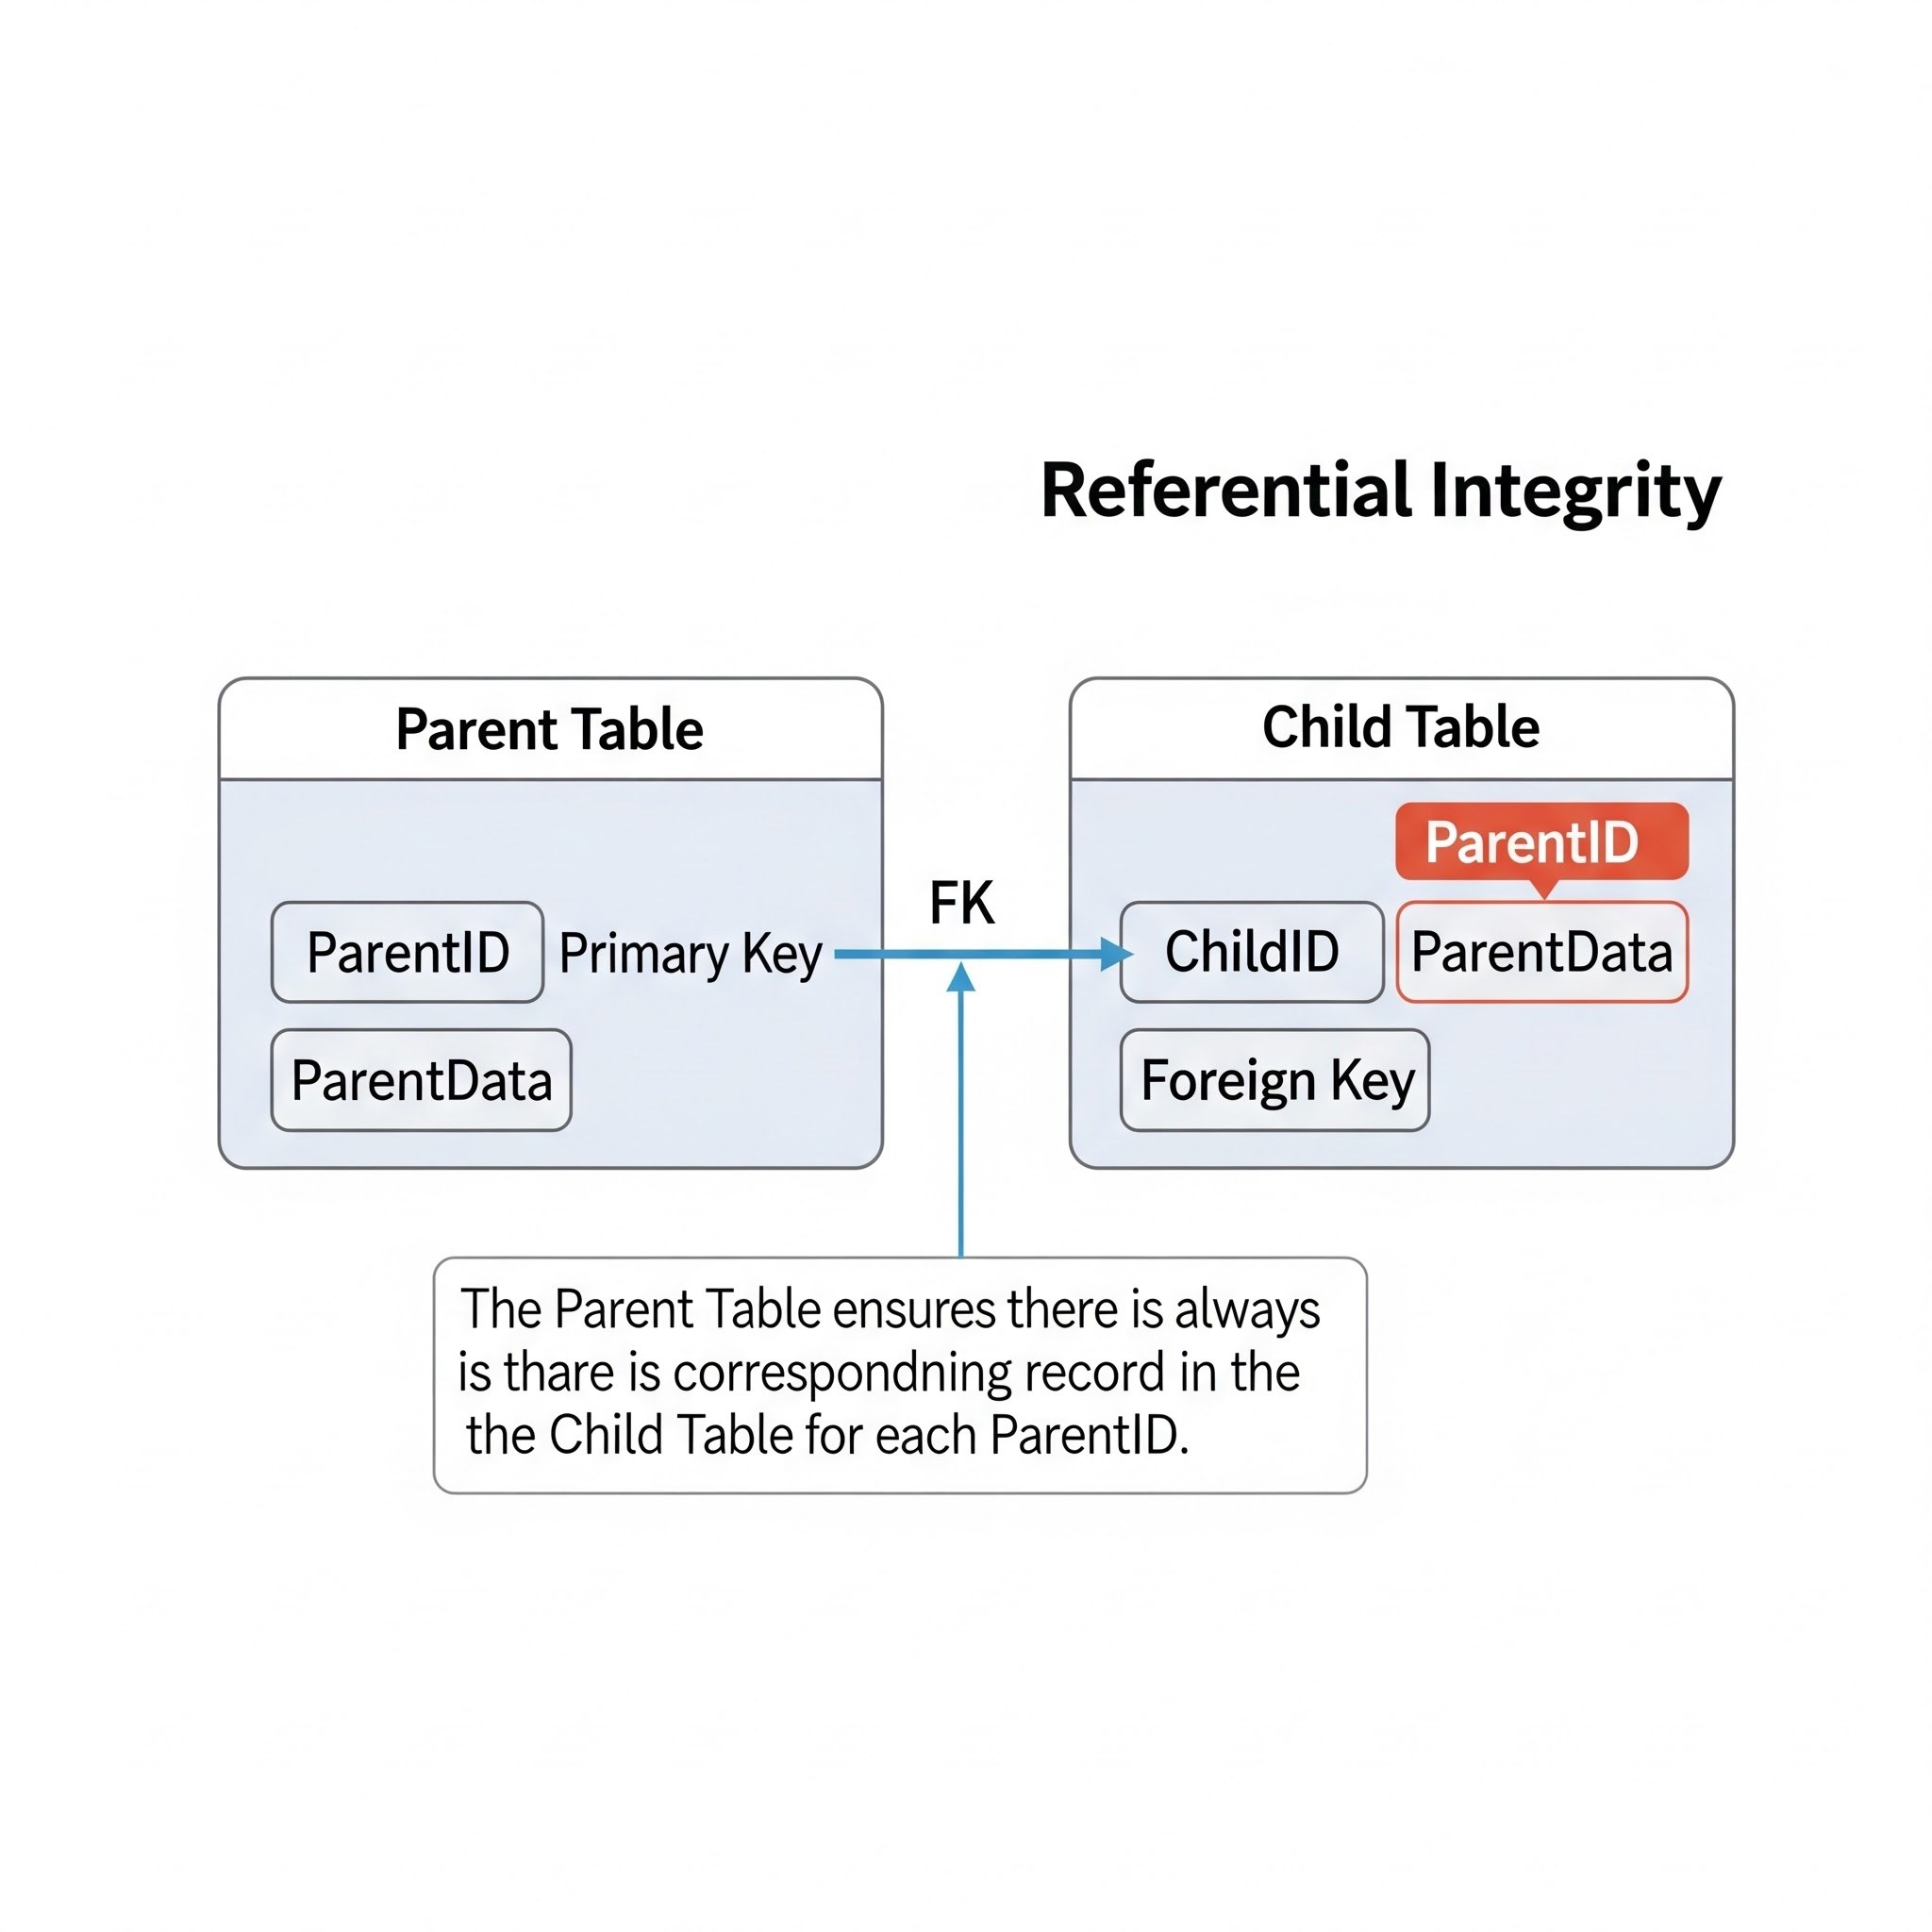 Referential Integrity
Parent Table
Child Table
ParentID
FK
ParentID
Primary Key
ChildID
ParentData
ParentData
Foreign Key
The Parent Table ensures there is always
is thare is correspondning record in the
the Child Table for each ParentID.